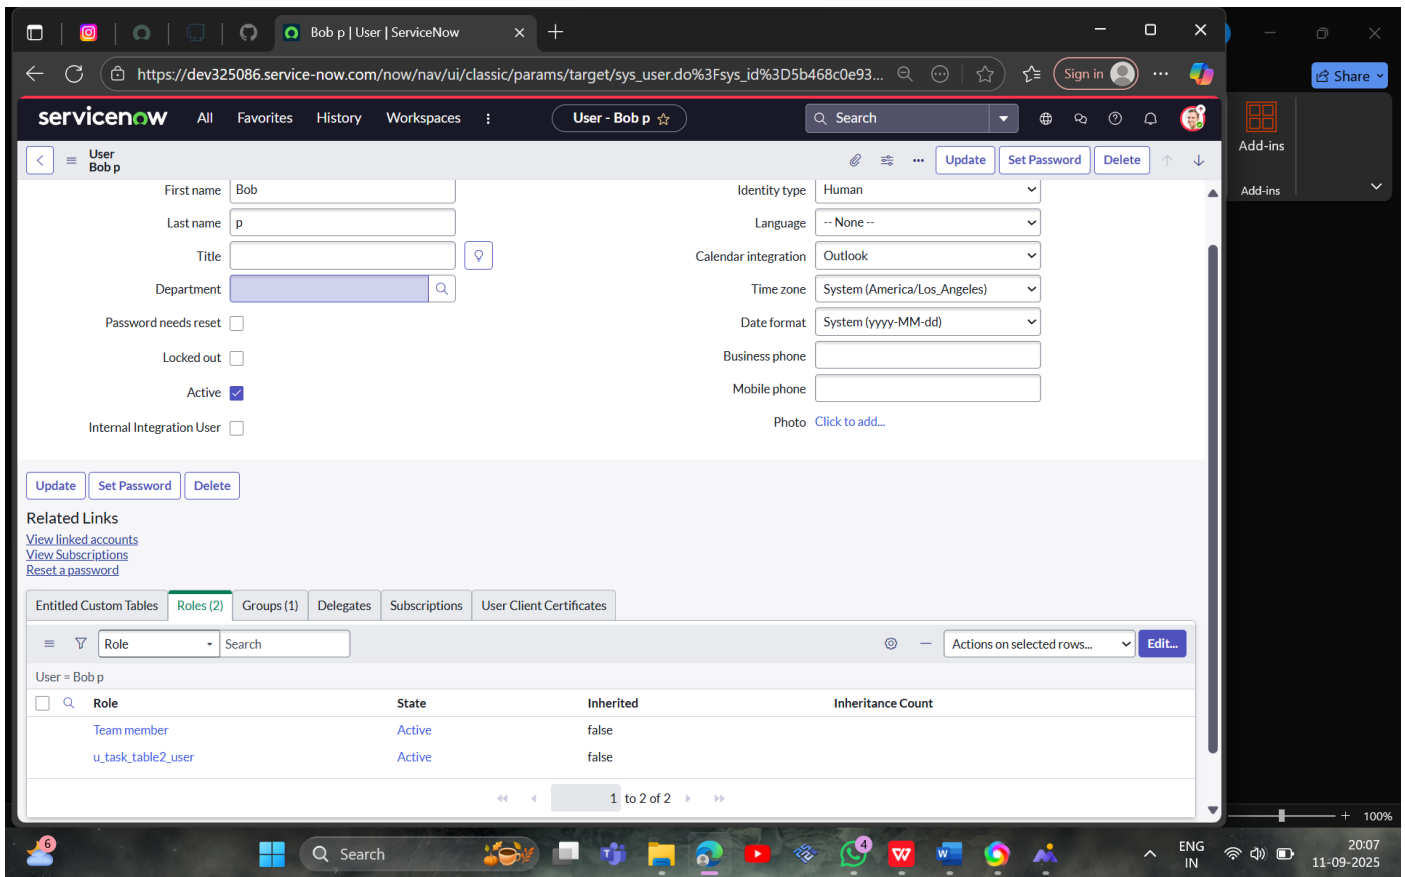 Bob p | User | ServiceNow
https://dev325086.service-now.com/now/nav/ui/classic/params/target/sys_user.do%3Fsys_id%3D5b468c0e93...
Sign in
Share
servicenow
All
Favorites
History
Workspaces
User - Bob p
Search
Add-ins
Add-ins
User
Bob p
Update
Set Password
Delete
First name
Bob
Identity type
Human
Last name
p
Language
-- None --
Title
Calendar integration
Outlook
Department
Time zone
System (America/Los_Angeles)
Password needs reset
Date format
System (yyyy-MM-dd)
Locked out
Business phone
Active
Mobile phone
Internal Integration User
Photo
Click to add...
Update
Set Password
Delete
Related Links
View linked accounts
View Subscriptions
Reset a password
Entitled Custom Tables
Roles (2)
Groups (1)
Delegates
Subscriptions
User Client Certificates
Role
Search
Actions on selected rows...
Edit...
User = Bob p
Role
State
Inherited
Inheritance Count
Team member
Active
false
u_task_table2_user
Active
false
1 to 2 of 2
100%
6
Search
4
ENG
IN
20:07
11-09-2025